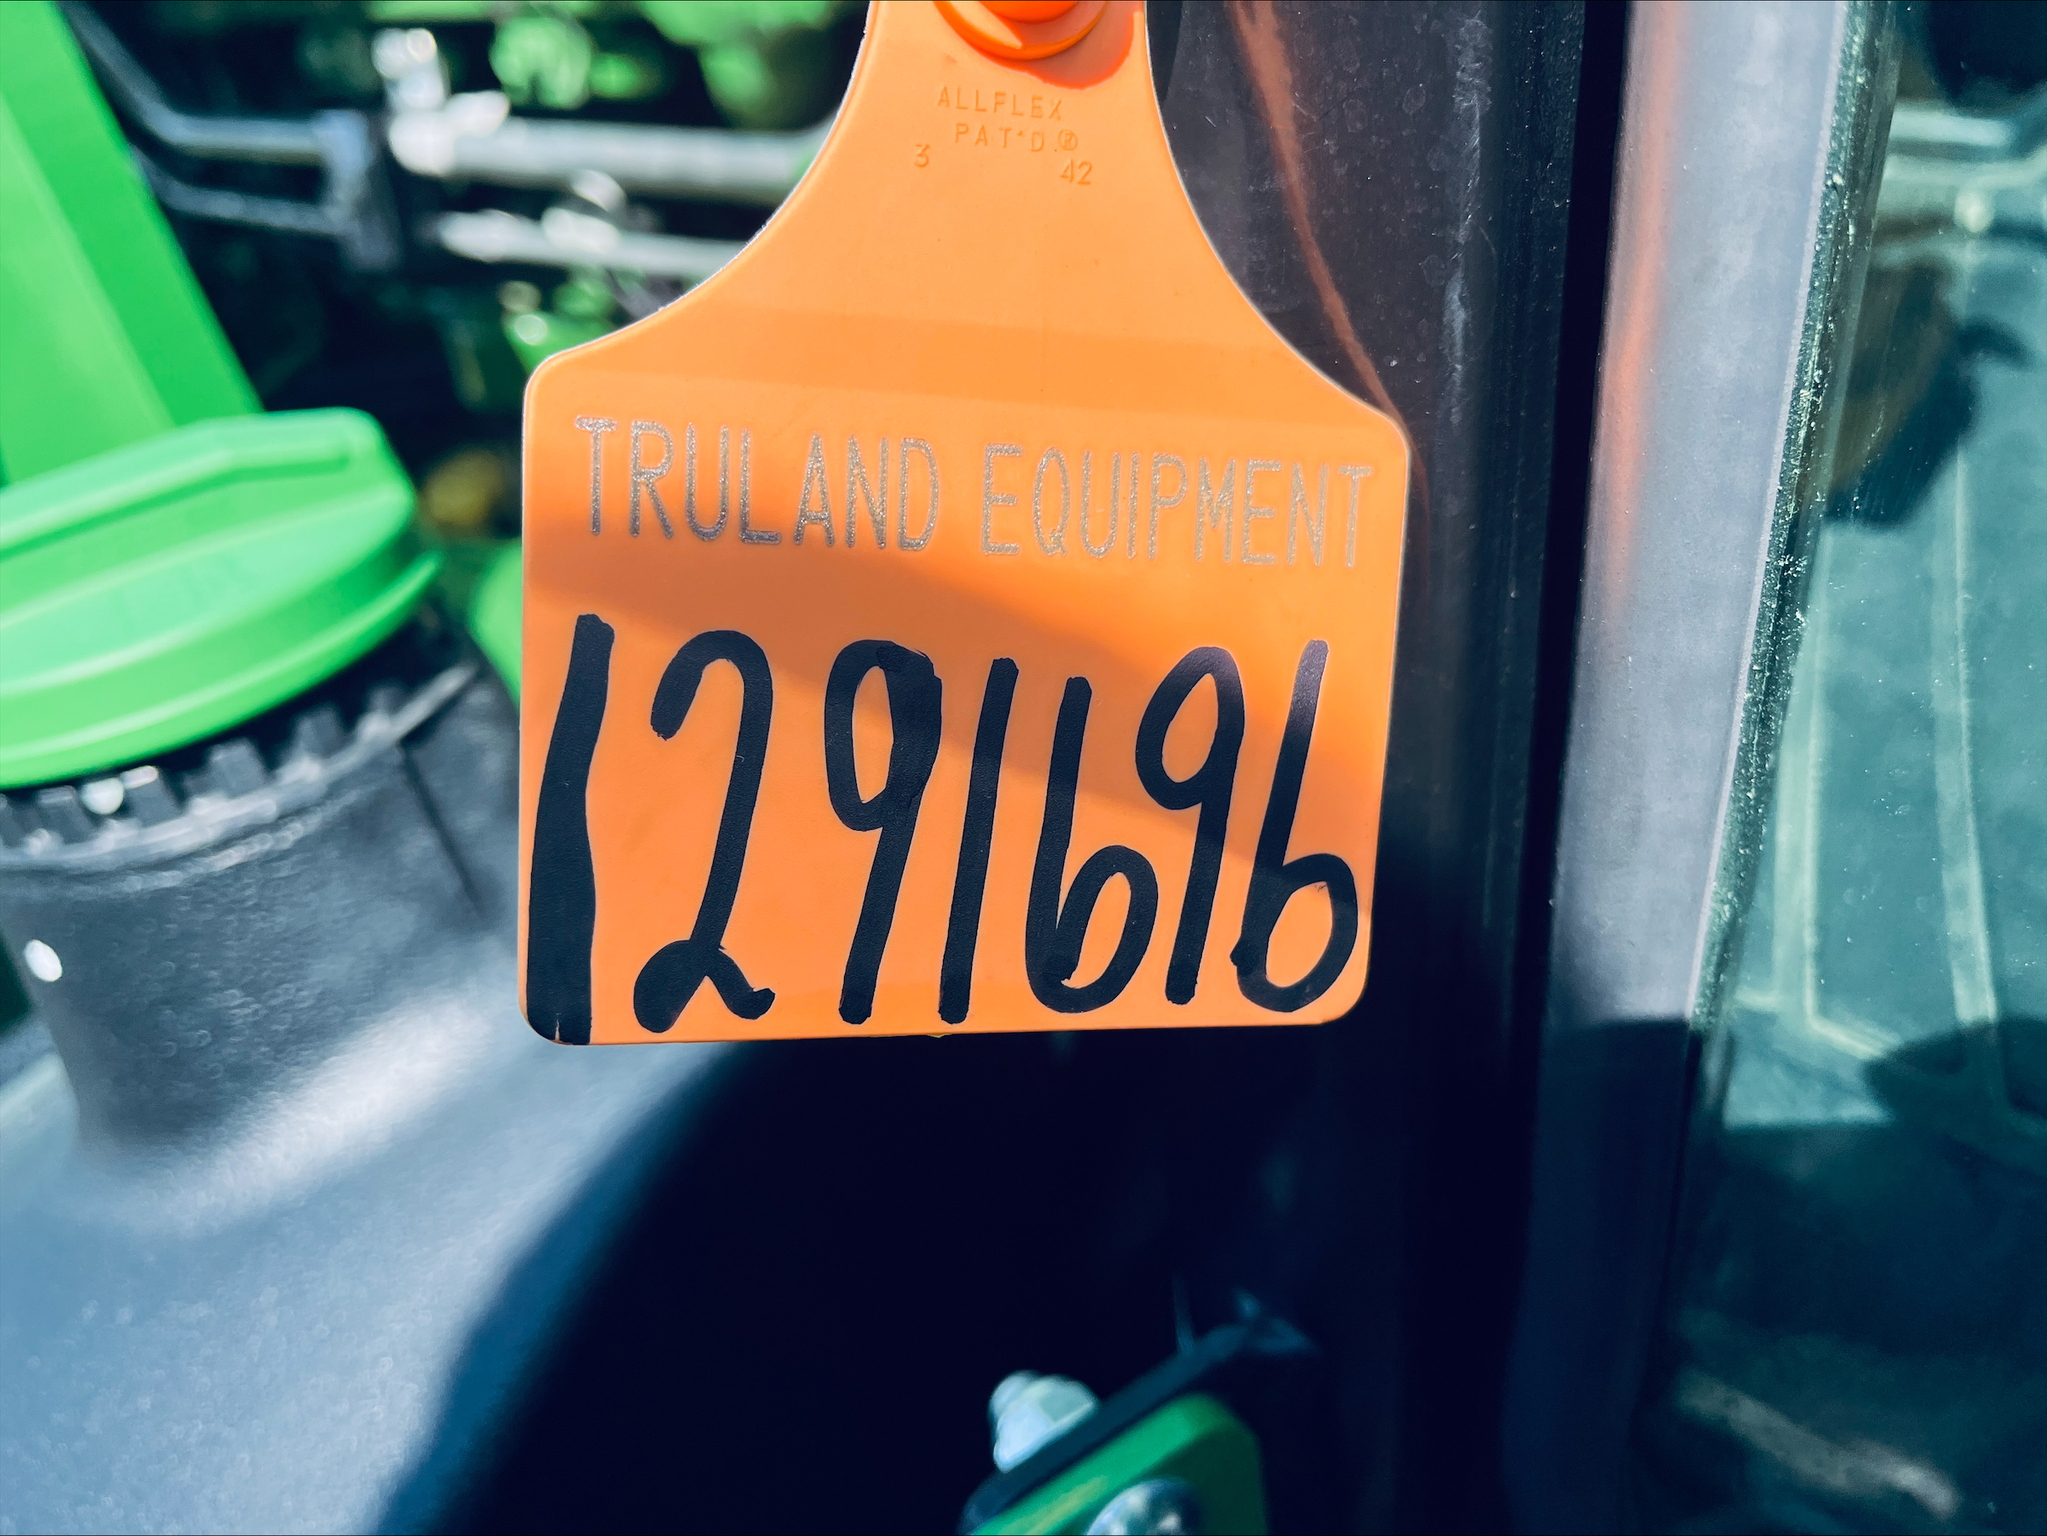 ALLFLEX
PAT'D.®
3 42
TRULAND EQUIPMENT
1291696